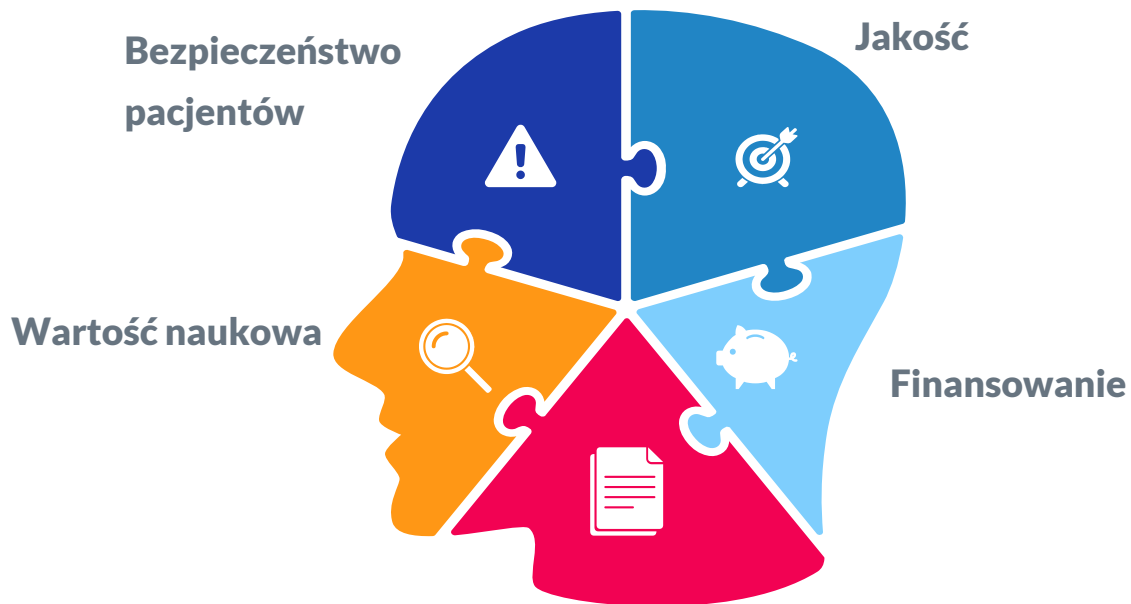 Bezpieczeństwo
pacjentów
Jakość
Wartość naukowa
Finansowanie